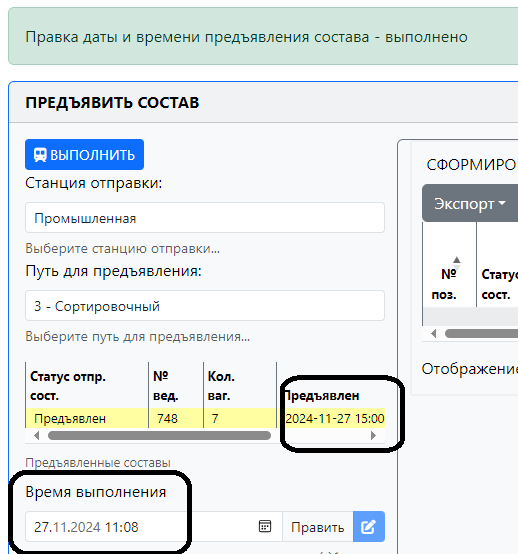 Правка даты и времени предъявления состава - выполнено
ПРЕДЪЯВИТЬ СОСТАВ
ВЫПОЛНИТЬ
Станция отправки:
Промышленная
Выберите станцию отправки...
Путь для предъявления:
3 - Сортировочный
Выберите путь для предъявления...
Статус отпр. сост. № вед. Кол. ваг. Предъявлен
Предъявлен 748 7 2024-11-27 15:00
Предъявленные составы
Время выполнения
27.11.2024 11:08 Править
СФОРМИРО
Экспорт
№ поз. Стату сост.
Отображение